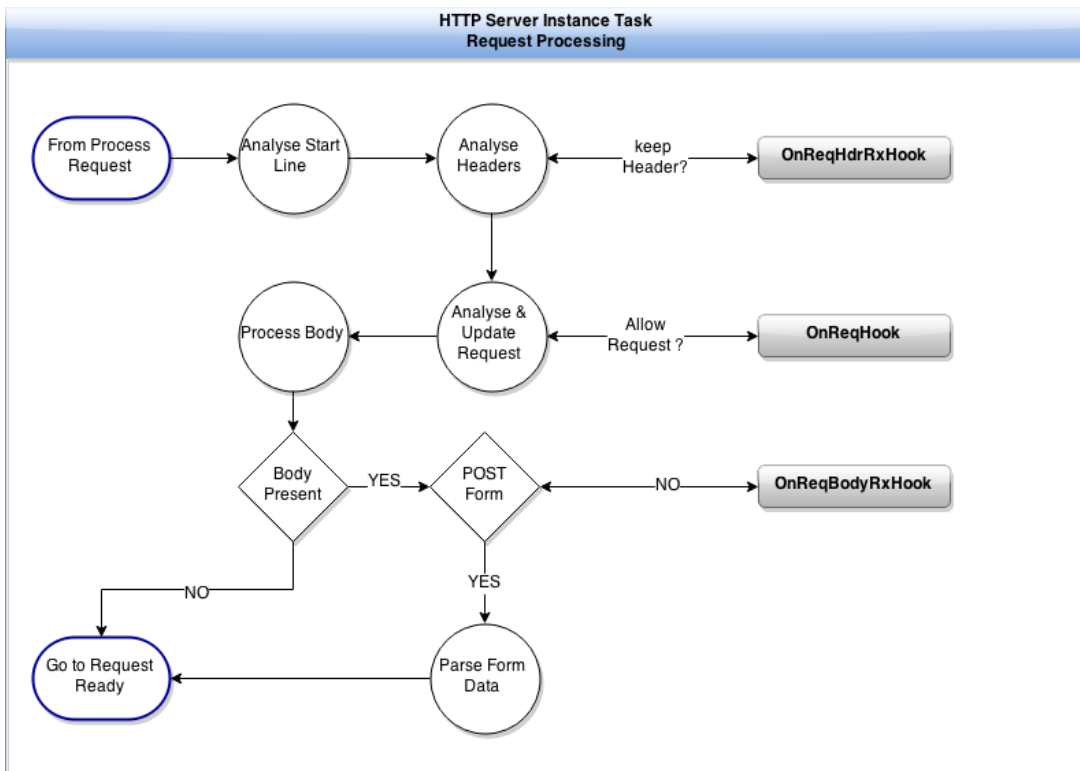 HTTP Server Instance Task
Request Processing
From Process
Request
Analyse Start
Line
Analyse
Headers
keep
Header?
OnReqHdrRxHook
Process Body
Analyse &
Update
Request
Allow
Request ?
OnReqHook
Body
Present
YES
POST
Form
NO
OnReqBodyRxHook
NO
YES
Go to Request
Ready
Parse Form
Data